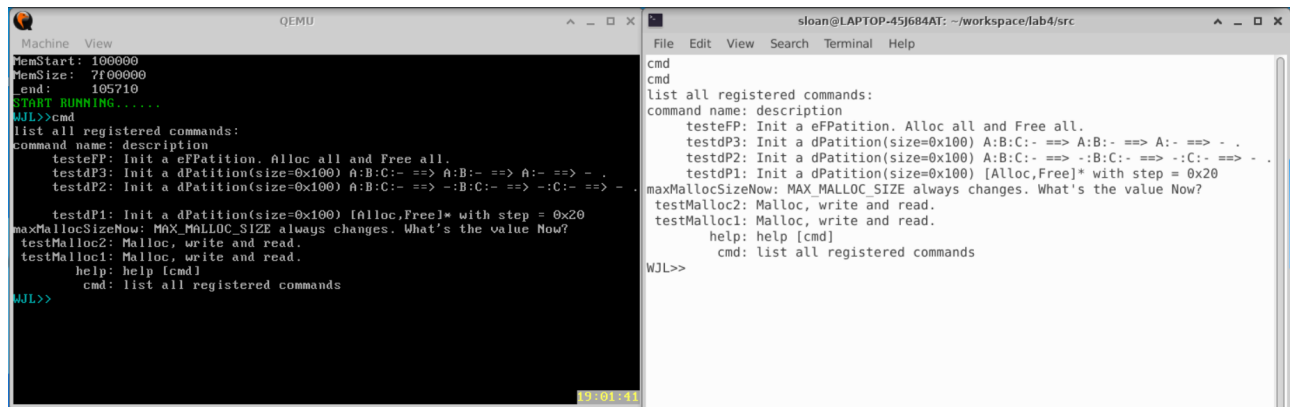 QEMU
Machine View
MemStart: 100000
MemSize: 7f00000
_end: 105710
START RUNNING......
WJL>>cmd
list all registered commands:
command name: description
testeFP: Init a eFPatition. Alloc all and Free all.
testdP3: Init a dPatition(size=0x100) A:B:C:- ==> A:B:- ==> A:- ==> - .
testdP2: Init a dPatition(size=0x100) A:B:C:- ==> -:B:C:- ==> -:C:- ==> - .
testdP1: Init a dPatition(size=0x100) [Alloc,Free]* with step = 0x20
maxMallocSizeNow: MAX_MALLOC_SIZE always changes. What's the value Now?
testMalloc2: Malloc, write and read.
testMalloc1: Malloc, write and read.
help: help [cmd]
cmd: list all registered commands
WJL>>
19:01:41
sloan@LAPTOP-45J684AT: ~/workspace/lab4/src
File Edit View Search Terminal Help
cmd
cmd
list all registered commands:
command name: description
testeFP: Init a eFPatition. Alloc all and Free all.
testdP3: Init a dPatition(size=0x100) A:B:C:- ==> A:B:- ==> A:- ==> - .
testdP2: Init a dPatition(size=0x100) A:B:C:- ==> -:B:C:- ==> -:C:- ==> - .
testdP1: Init a dPatition(size=0x100) [Alloc,Free]* with step = 0x20
maxMallocSizeNow: MAX_MALLOC_SIZE always changes. What's the value Now?
testMalloc2: Malloc, write and read.
testMalloc1: Malloc, write and read.
help: help [cmd]
cmd: list all registered commands
WJL>>